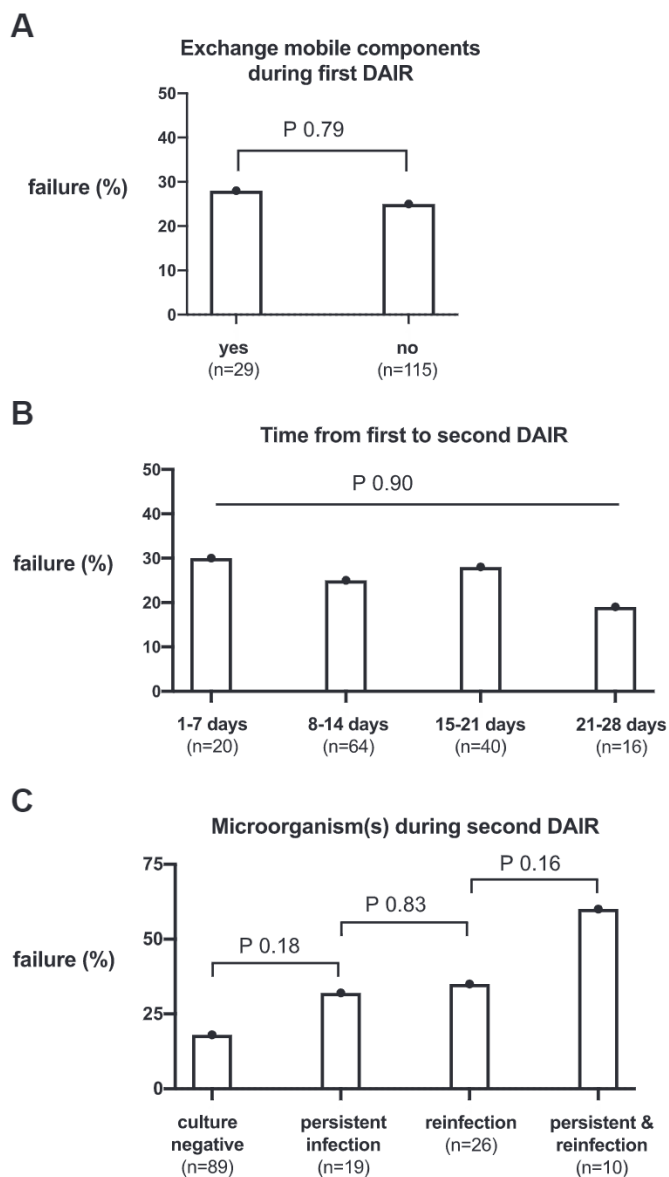 A
Exchange mobile components
during first DAIR
50
40
30
20
10
0
failure (%)
P 0.79
yes
(n=29)
no
(n=115)
B
Time from first to second DAIR
50
40
30
20
10
0
failure (%)
P 0.90
1-7 days
(n=20)
8-14 days
(n=64)
15-21 days
(n=40)
21-28 days
(n=16)
C
Microorganism(s) during second DAIR
75
50
25
0
failure (%)
P 0.18
P 0.83
P 0.16
culture
negative
(n=89)
persistent
infection
(n=19)
reinfection
(n=26)
persistent &
reinfection
(n=10)